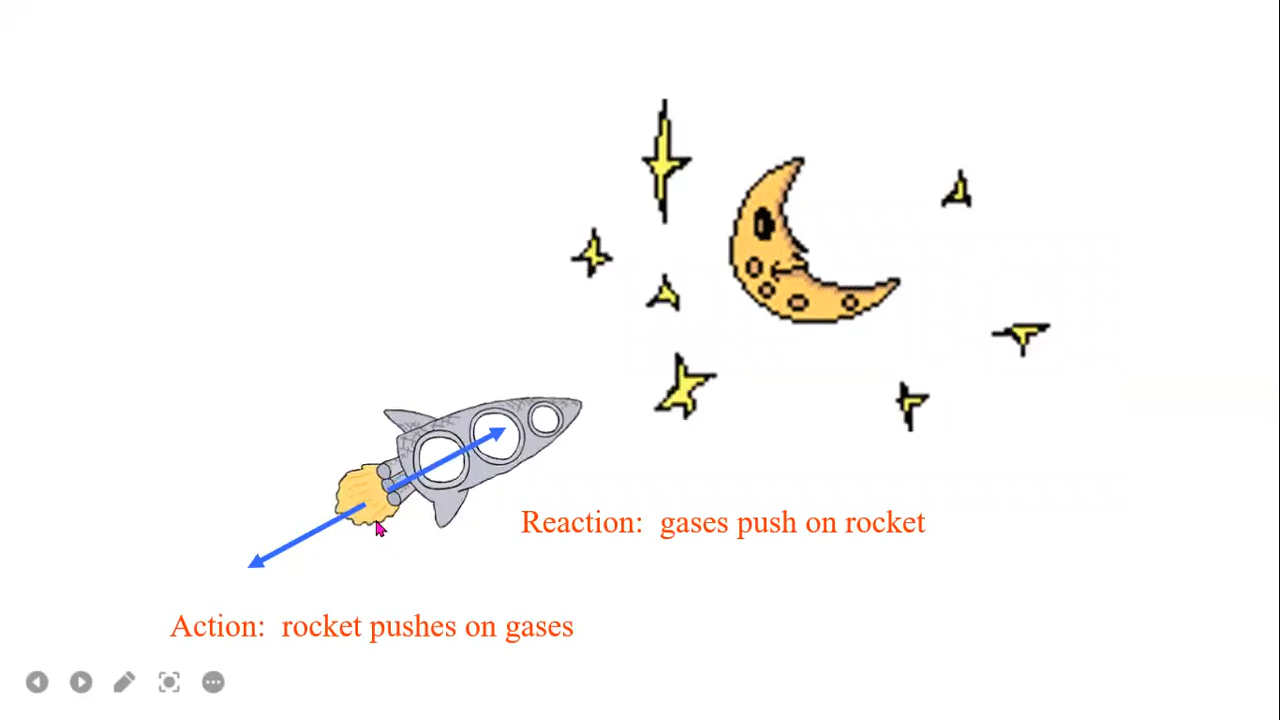 Reaction:  gases push on rocket
Action:  rocket pushes on gases